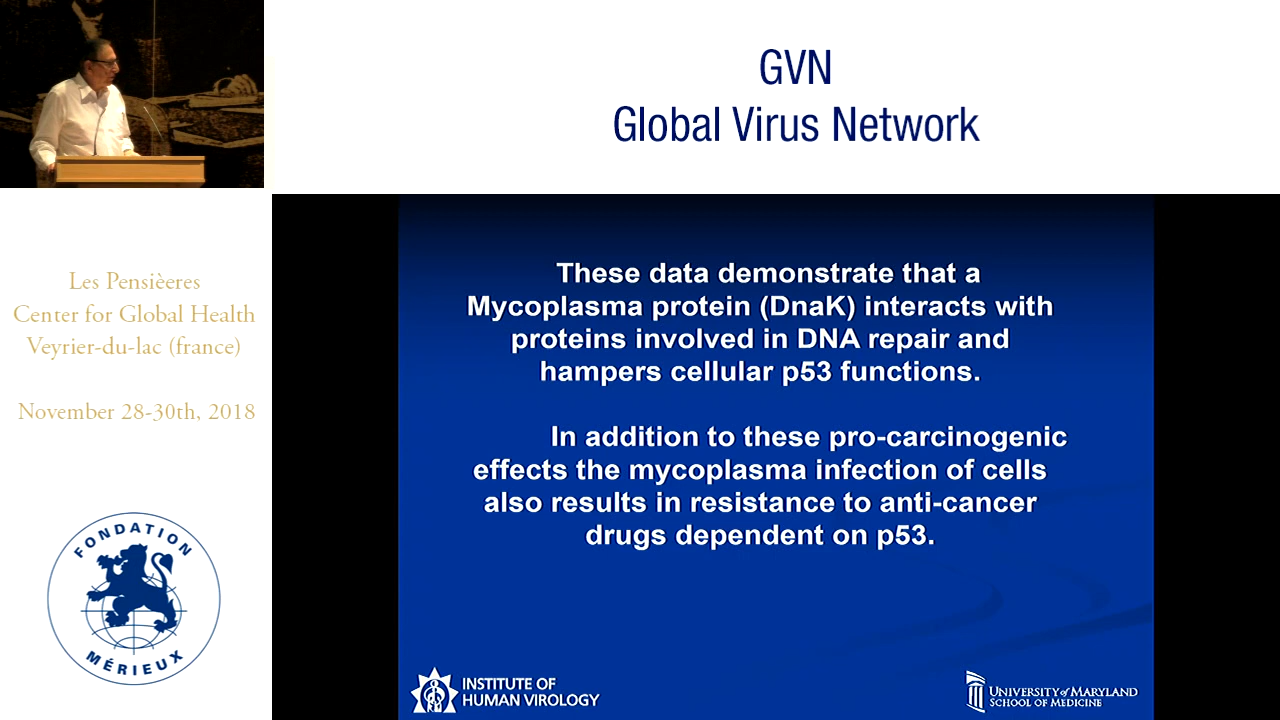 GVN
Global Virus Network
Les Pensièeres
Center for Global Health
Veyrier-du-lac (france)
November 28-30th, 2018
FONDATION
MÉRIEUX
These data demonstrate that a
Mycoplasma protein (DnaK) interacts with
proteins involved in DNA repair and
hampers cellular p53 functions.
In addition to these pro-carcinogenic
effects the mycoplasma infection of cells
also results in resistance to anti-cancer
drugs dependent on p53.
INSTITUTE OF
HUMAN VIROLOGY
UNIVERSITY of MARYLAND
SCHOOL OF MEDICINE